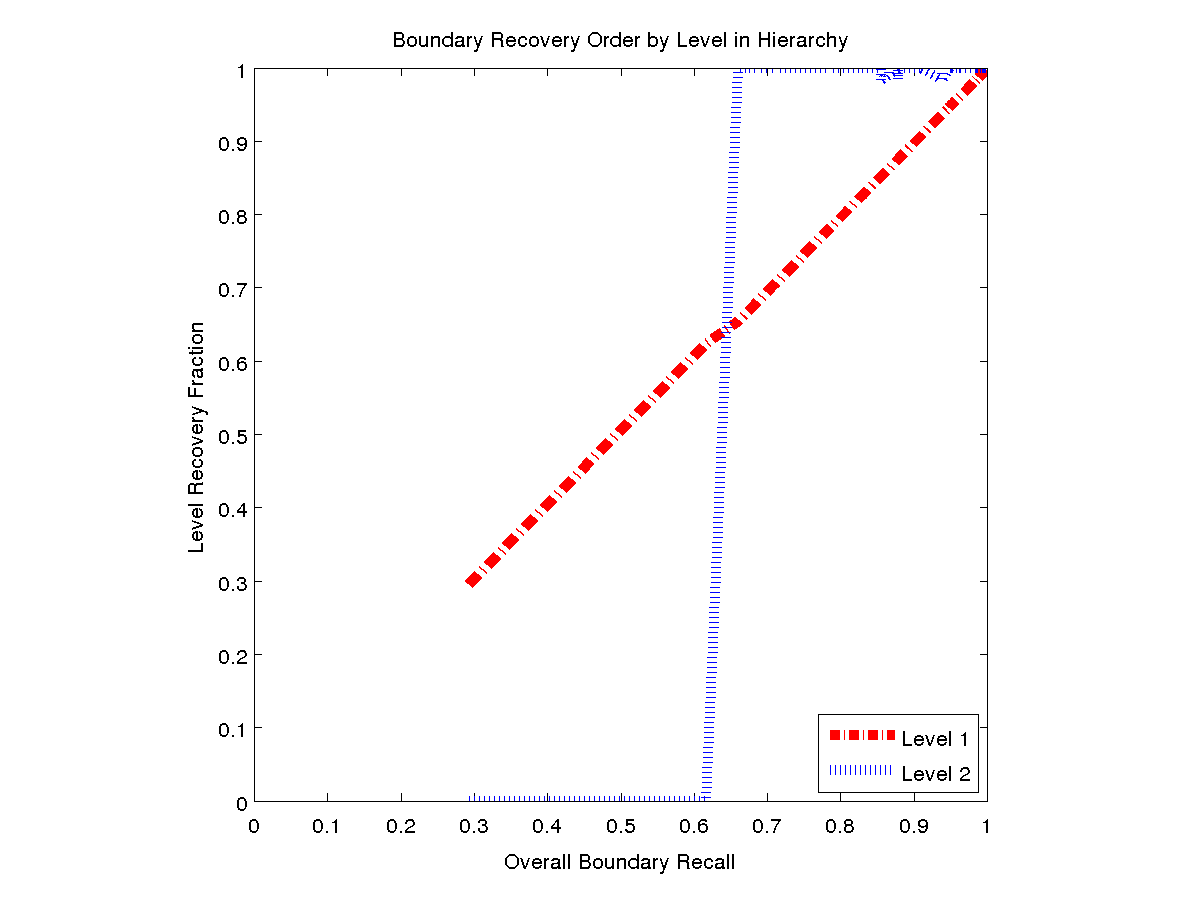 Boundary Recovery Order by Level in Hierarchy
1
0.9
0.8
0.7
0.6
0.5
0.4
0.3
0.2
0.1
0
Level Recovery Fraction
Level 1
Level 2
0 0.1 0.2 0.3 0.4 0.5 0.6 0.7 0.8 0.9 1
Overall Boundary Recall